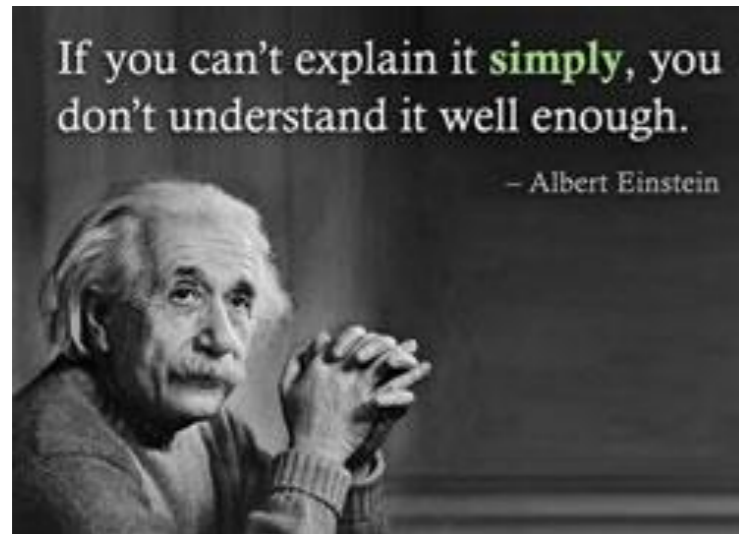 If you can’t explain it simply, you
don’t understand it well enough.
– Albert Einstein